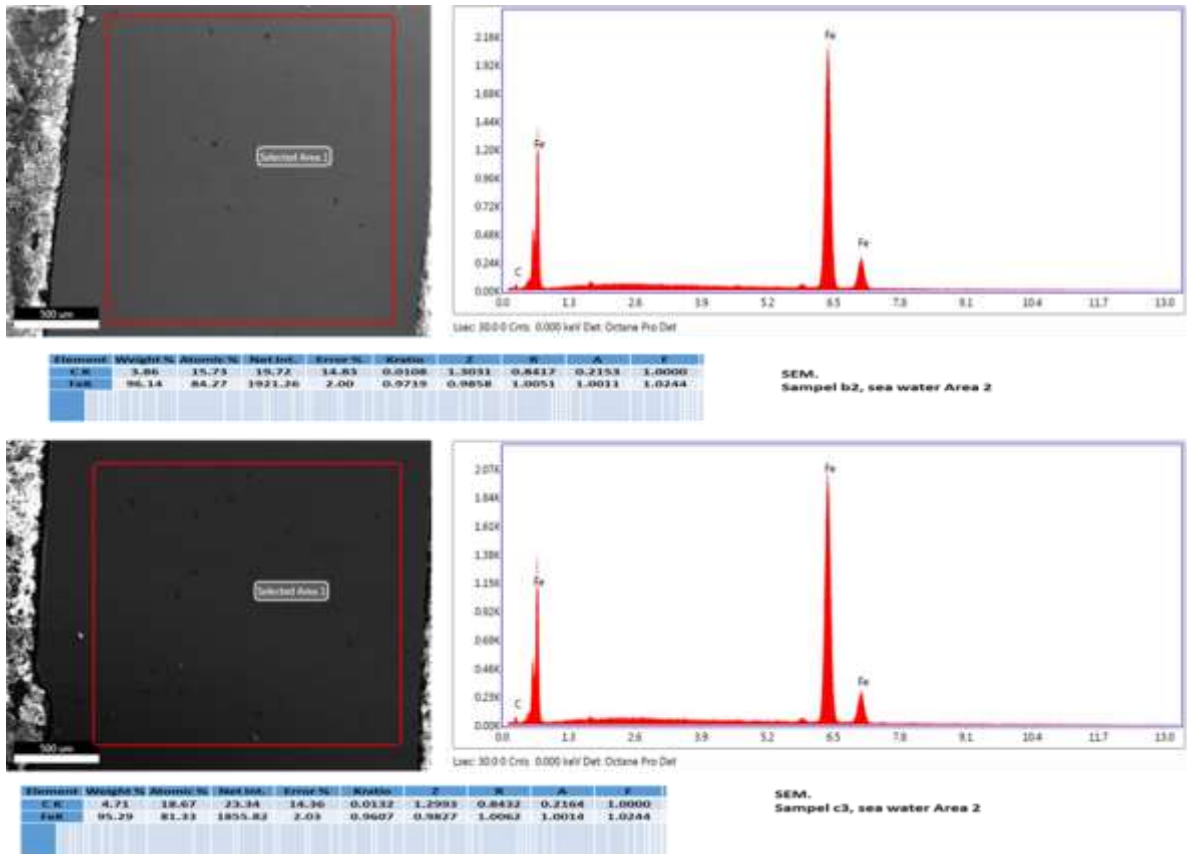 Selected Area 1
500 um
2.16K
1.92K
1.68K
1.44K
1.20K
0.96K
0.72K
0.48K
0.24K
0.00K
C Fe Fe Fe
0.0 1.3 2.6 3.9 5.2 6.5 7.8 9.1 10.4 11.7 13.0
Lsec: 30.0 0 Cnts 0.000 keV Det: Octane Pro Det
Element Weight % Atomic % Net Int. Error % Kratio Z R A F
C K 3.86 15.73 19.72 14.83 0.0108 1.3031 0.8417 0.2153 1.0000
FeK 96.14 84.27 1921.26 2.00 0.9719 0.9858 1.0051 1.0011 1.0244
SEM.
Sampel b2, sea water Area 2
Selected Area 1
500 um
2.07K
1.84K
1.61K
1.38K
1.15K
0.92K
0.69K
0.46K
0.23K
0.00K
C Fe Fe Fe
0.0 1.3 2.6 3.9 5.2 6.5 7.8 9.1 10.4 11.7 13.0
Lsec: 30.0 0 Cnts 0.000 keV Det: Octane Pro Det
Element Weight % Atomic % Net Int. Error % Kratio Z R A F
C K 4.71 18.67 23.34 14.36 0.0132 1.2993 0.8432 0.2164 1.0000
FeK 95.29 81.33 1855.82 2.03 0.9607 0.9827 1.0062 1.0014 1.0244
SEM.
Sampel c3, sea water Area 2